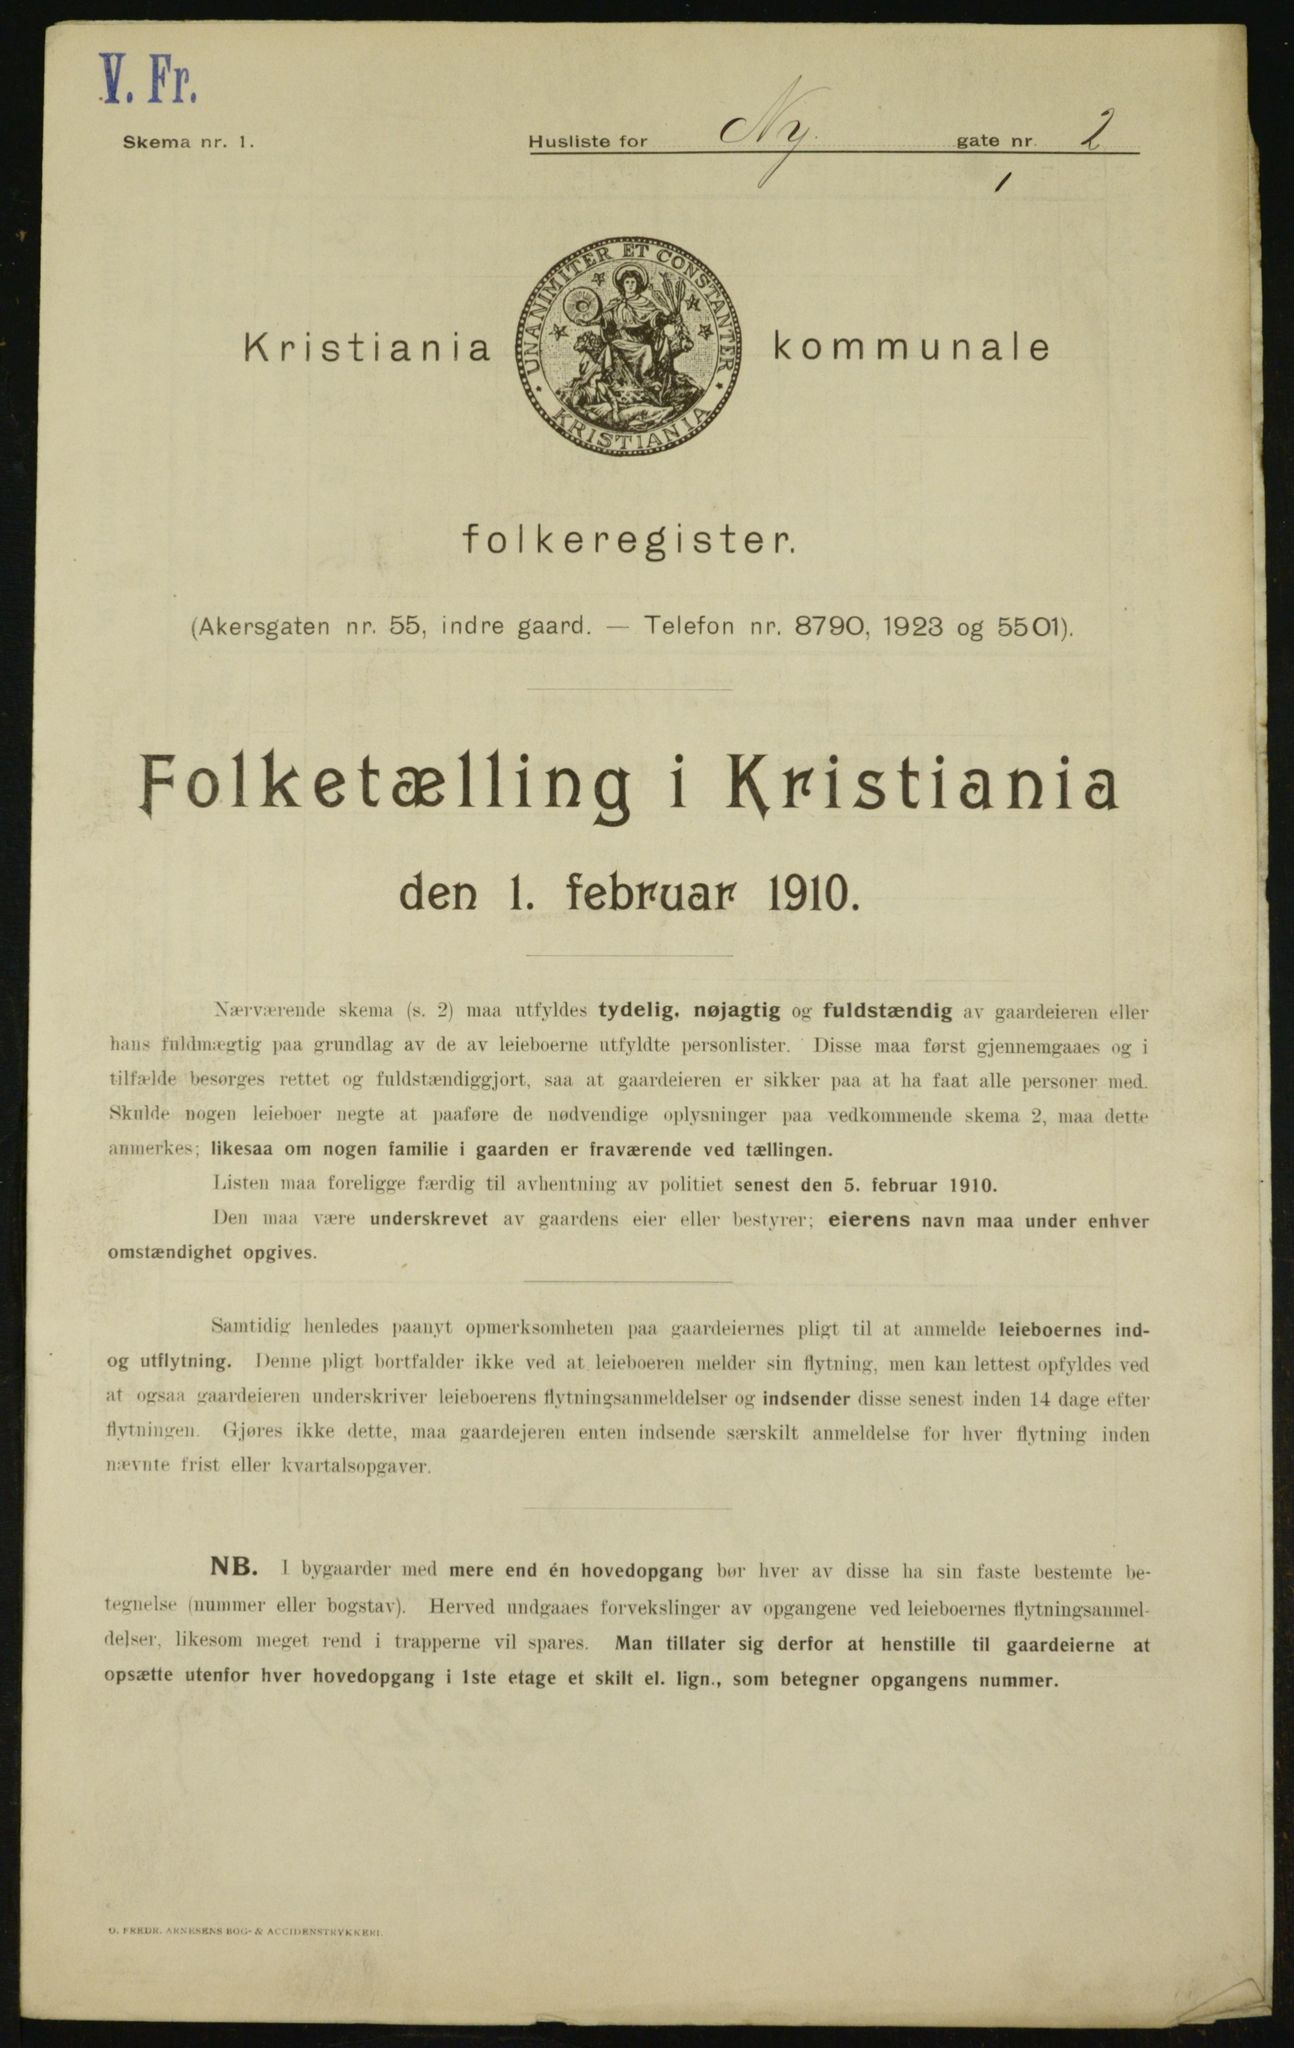 V. Fr.
Skema nr. 1.
Husliste for Ny. gate nr. 2
1
UNANIMITER ET CONSTANTER
KRISTIANIA
Kristiania kommunale
folkeregister.
(Akersgaten nr. 55, indre gaard. — Telefon nr. 8790, 1923 og 5501).
Folketælling i Kristiania
den 1. februar 1910.
Nærværende skema (s. 2) maa utfyldes tydelig, nøjagtig og fuldstændig av gaardeieren eller
hans fuldmægtig paa grundlag av de av leieboerne utfyldte personlister. Disse maa først gjennemgaaes og i
tilfælde besørges rettet og fuldstændiggjort, saa at gaardeieren er sikker paa at ha faat alle personer med.
Skulde nogen leieboer negte at paaføre de nødvendige oplysninger paa vedkommende skema 2, maa dette
anmerkes; likesaa om nogen familie i gaarden er fraværende ved tællingen.
Listen maa foreligge færdig til avhentning av politiet senest den 5. februar 1910.
Den maa være underskrevet av gaardens eier eller bestyrer; eierens navn maa under enhver
omstændighet opgives.
Samtidig henledes paanyt opmerksomheten paa gaardeiernes pligt til at anmelde leieboernes ind-
og utflytning. Denne pligt bortfalder ikke ved at leieboeren melder sin flytning, men kan lettest opfyldes ved
at ogsaa gaardeieren underskriver leieboerens flytningsanmeldelser og indsender disse senest inden 14 dage efter
flytningen. Gjøres ikke dette, maa gaardejeren enten indsende særskilt anmeldelse for hver flytning inden
nævnte frist eller kvartalsopgaver.
NB. I bygaarder med mere end én hovedopgang bør hver av disse ha sin faste bestemte be-
tegnelse (nummer eller bogstav). Herved undgaaes forvekslinger av opgangene ved leieboernes flytningsanmel-
delser, likesom meget rend i trapperne vil spares. Man tillater sig derfor at henstille til gaardeierne at
opsætte utenfor hver hovedopgang i 1ste etage et skilt el. lign., som betegner opgangens nummer.
O. FREDR. ARNESENS BOG- & ACCIDENSTRYKKERI.